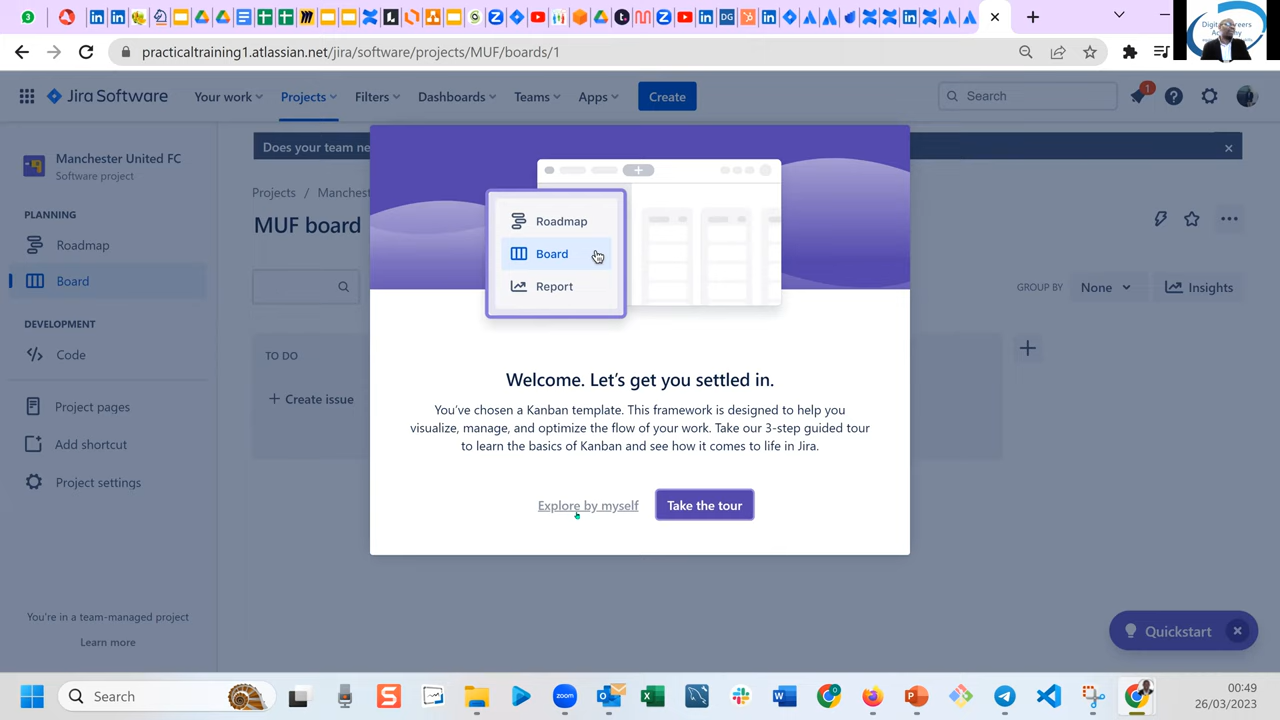 practicaltraining1.atlassian.net/jira/software/projects/MUF/boards/1
Jira Software
Your work
Projects
Filters
Dashboards
Teams
Apps
Create
Search
1
Manchester United FC
Software project
Does your team ne
Projects / Manchest
MUF board
PLANNING
Roadmap
Board
DEVELOPMENT
Code
Project pages
Add shortcut
Project settings
You're in a team-managed project
Learn more
GROUP BY
None
Insights
TO DO
+ Create issue
Roadmap
Board
Report
Welcome. Let's get you settled in.
You've chosen a Kanban template. This framework is designed to help you
visualize, manage, and optimize the flow of your work. Take our 3-step guided tour
to learn the basics of Kanban and see how it comes to life in Jira.
Explore by myself
Take the tour
Quickstart
Search
zoom
00:49
26/03/2023